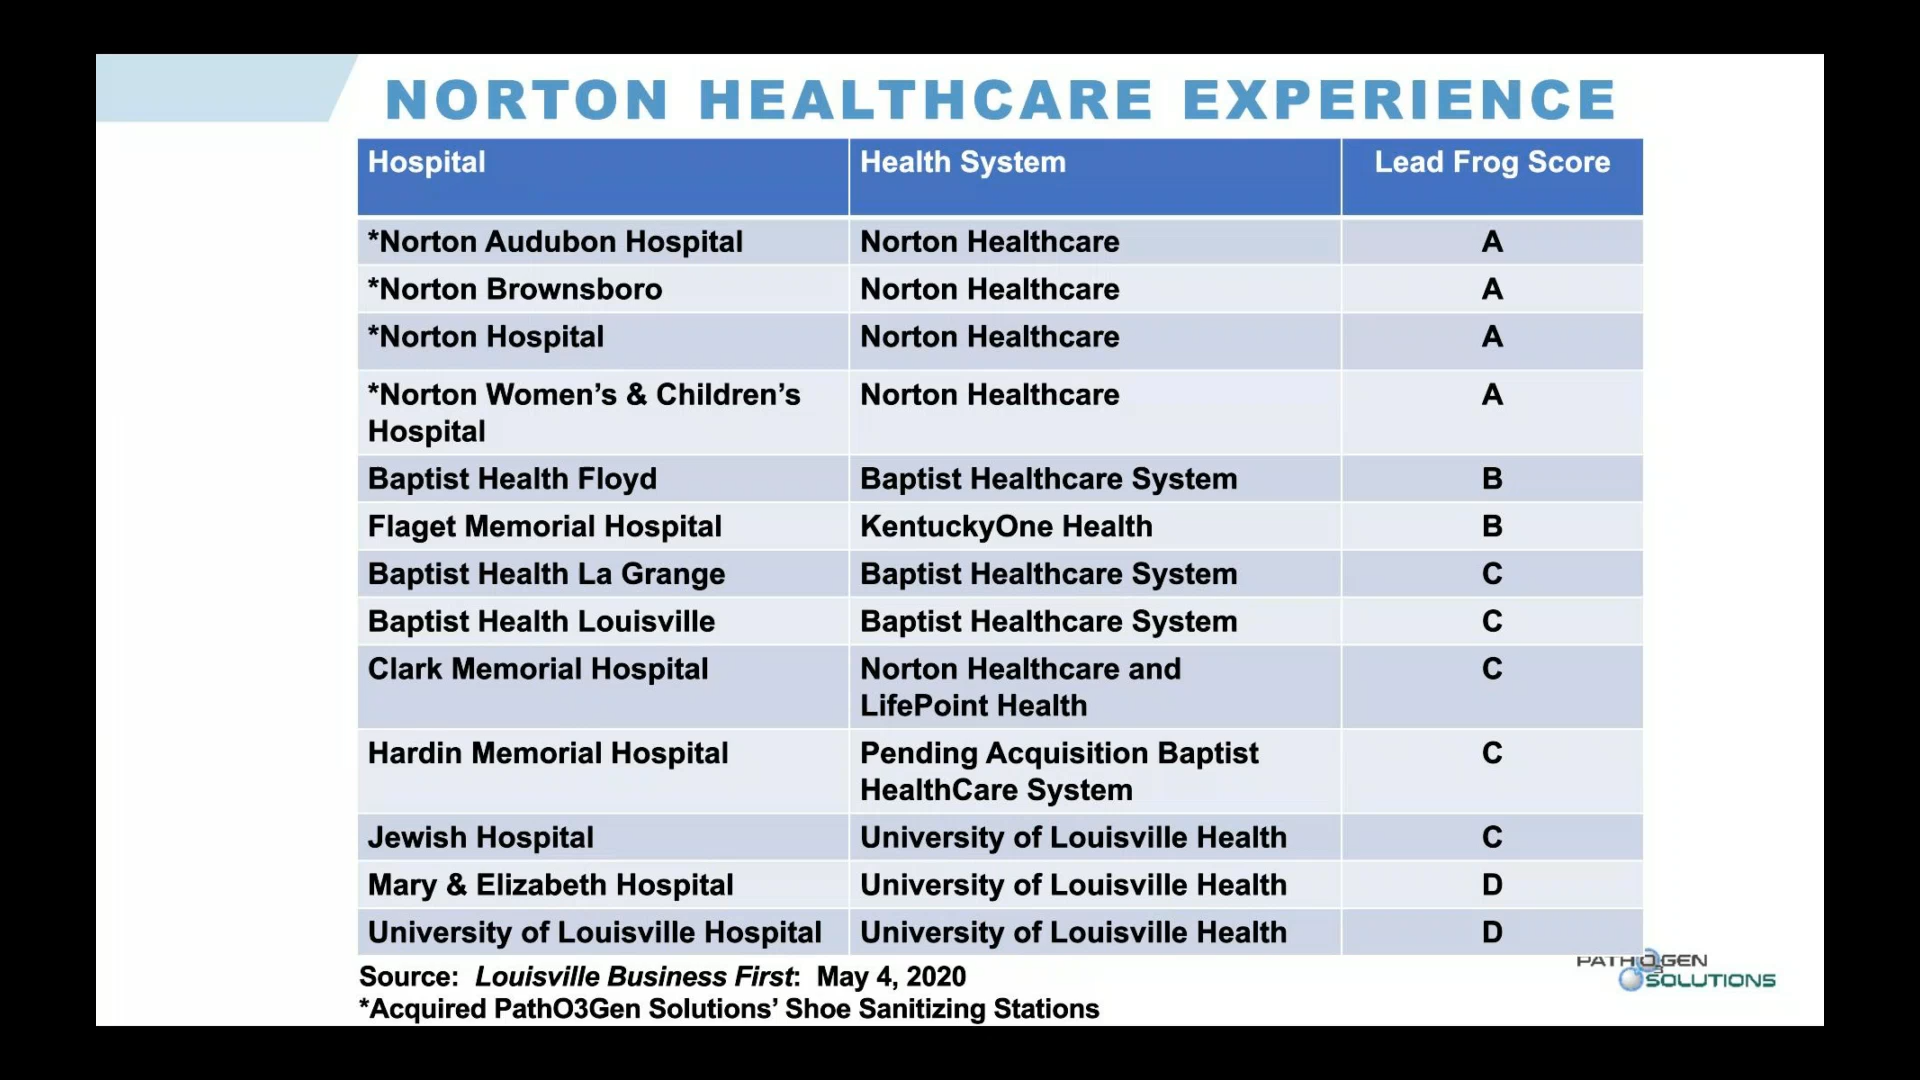 NORTON HEALTHCARE EXPERIENCE
Hospital Health System Lead Frog Score
*Norton Audubon Hospital Norton Healthcare A
*Norton Brownsboro Norton Healthcare A
*Norton Hospital Norton Healthcare A
*Norton Women’s & Children’s Norton Healthcare A
Hospital
Baptist Health Floyd Baptist Healthcare System B
Flaget Memorial Hospital KentuckyOne Health B
Baptist Health La Grange Baptist Healthcare System C
Baptist Health Louisville Baptist Healthcare System C
Clark Memorial Hospital Norton Healthcare and C
LifePoint Health
Hardin Memorial Hospital Pending Acquisition Baptist C
HealthCare System
Jewish Hospital University of Louisville Health C
Mary & Elizabeth Hospital University of Louisville Health D
University of Louisville Hospital University of Louisville Health D
Source: Louisville Business First: May 4, 2020
*Acquired PathO3Gen Solutions’ Shoe Sanitizing Stations
PATHO3GEN
SOLUTIONS